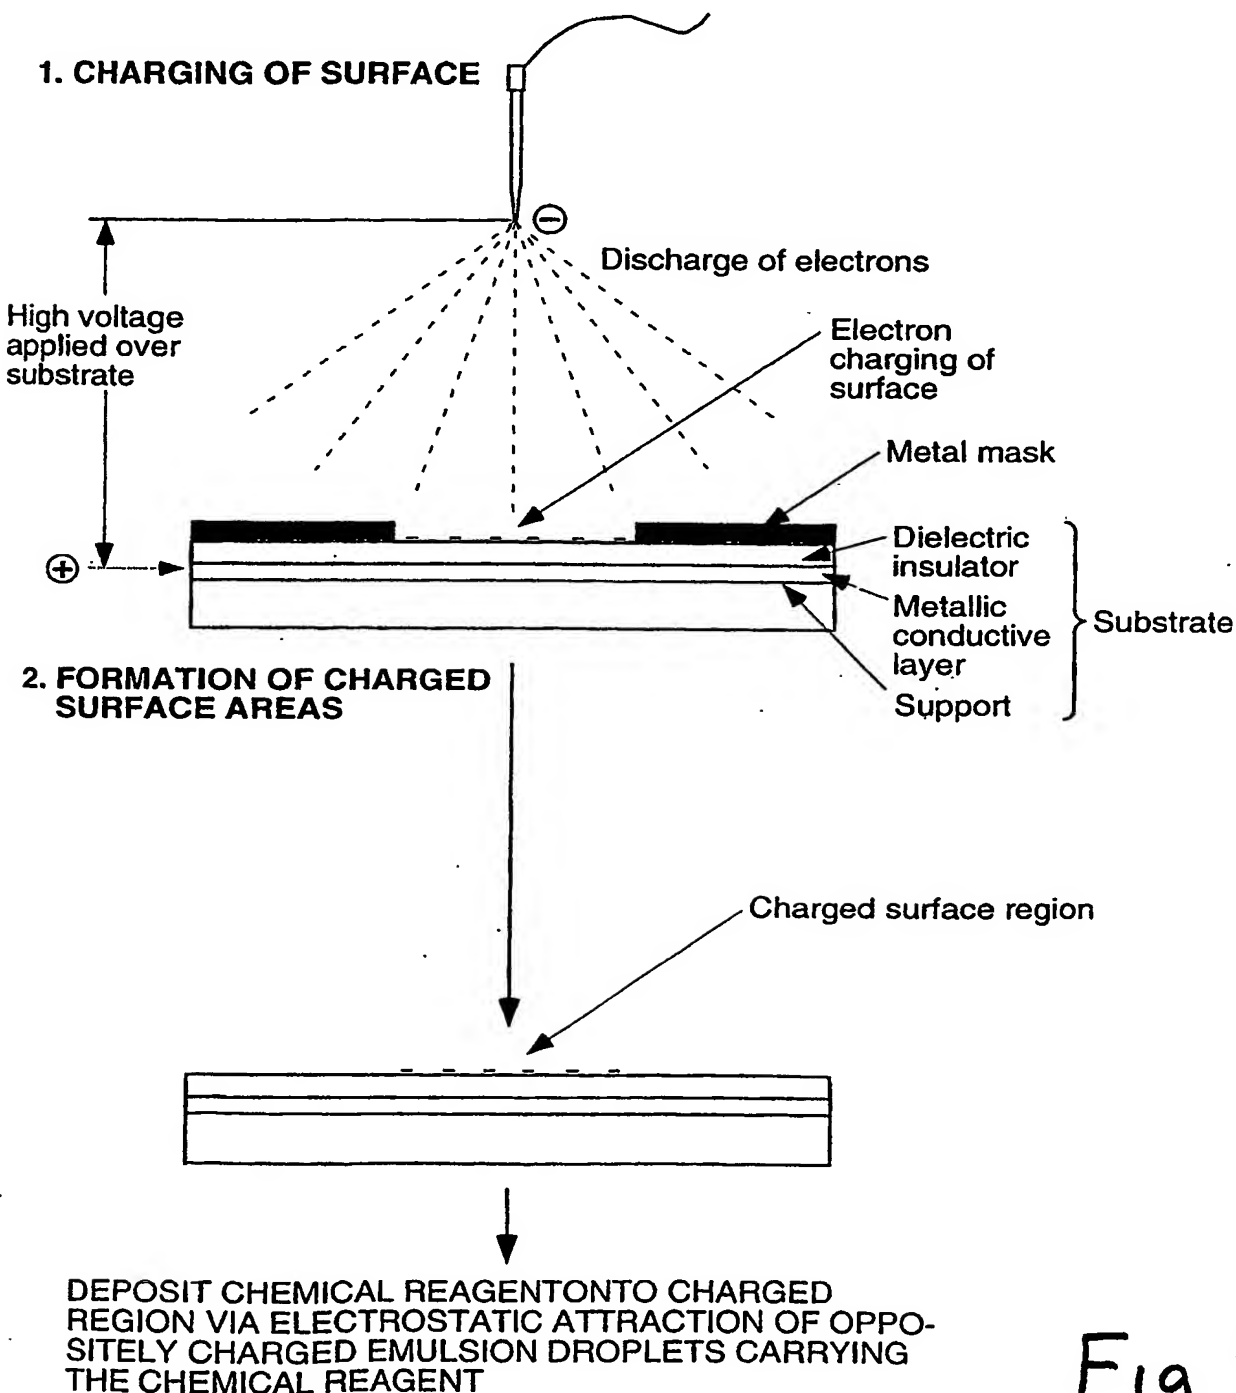 1. CHARGING OF SURFACE
Discharge of electrons
High voltage
applied over
substrate
Electron
charging of
surface
Metal mask
Dielectric
insulator
Metallic
conductive
layer
Support
Substrate
2. FORMATION OF CHARGED
SURFACE AREAS
Charged surface region
DEPOSIT CHEMICAL REAGENTONTO CHARGED
REGION VIA ELECTROSTATIC ATTRACTION OF OPPO-
SITELY CHARGED EMULSION DROPLETS CARRYING
THE CHEMICAL REAGENT
Fig